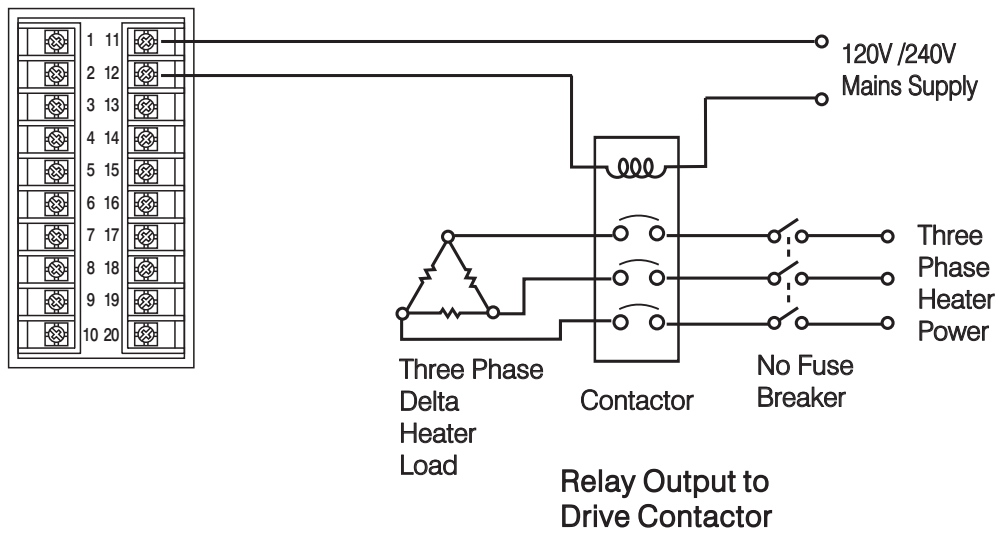 1 11
2 12
3 13
4 14
5 15
6 16
7 17
8 18
9 19
10 20
120V /240V
Mains Supply
Three
Phase
Heater
Power
No Fuse
Breaker
Contactor
Three Phase
Delta
Heater
Load
Relay Output to
Drive Contactor